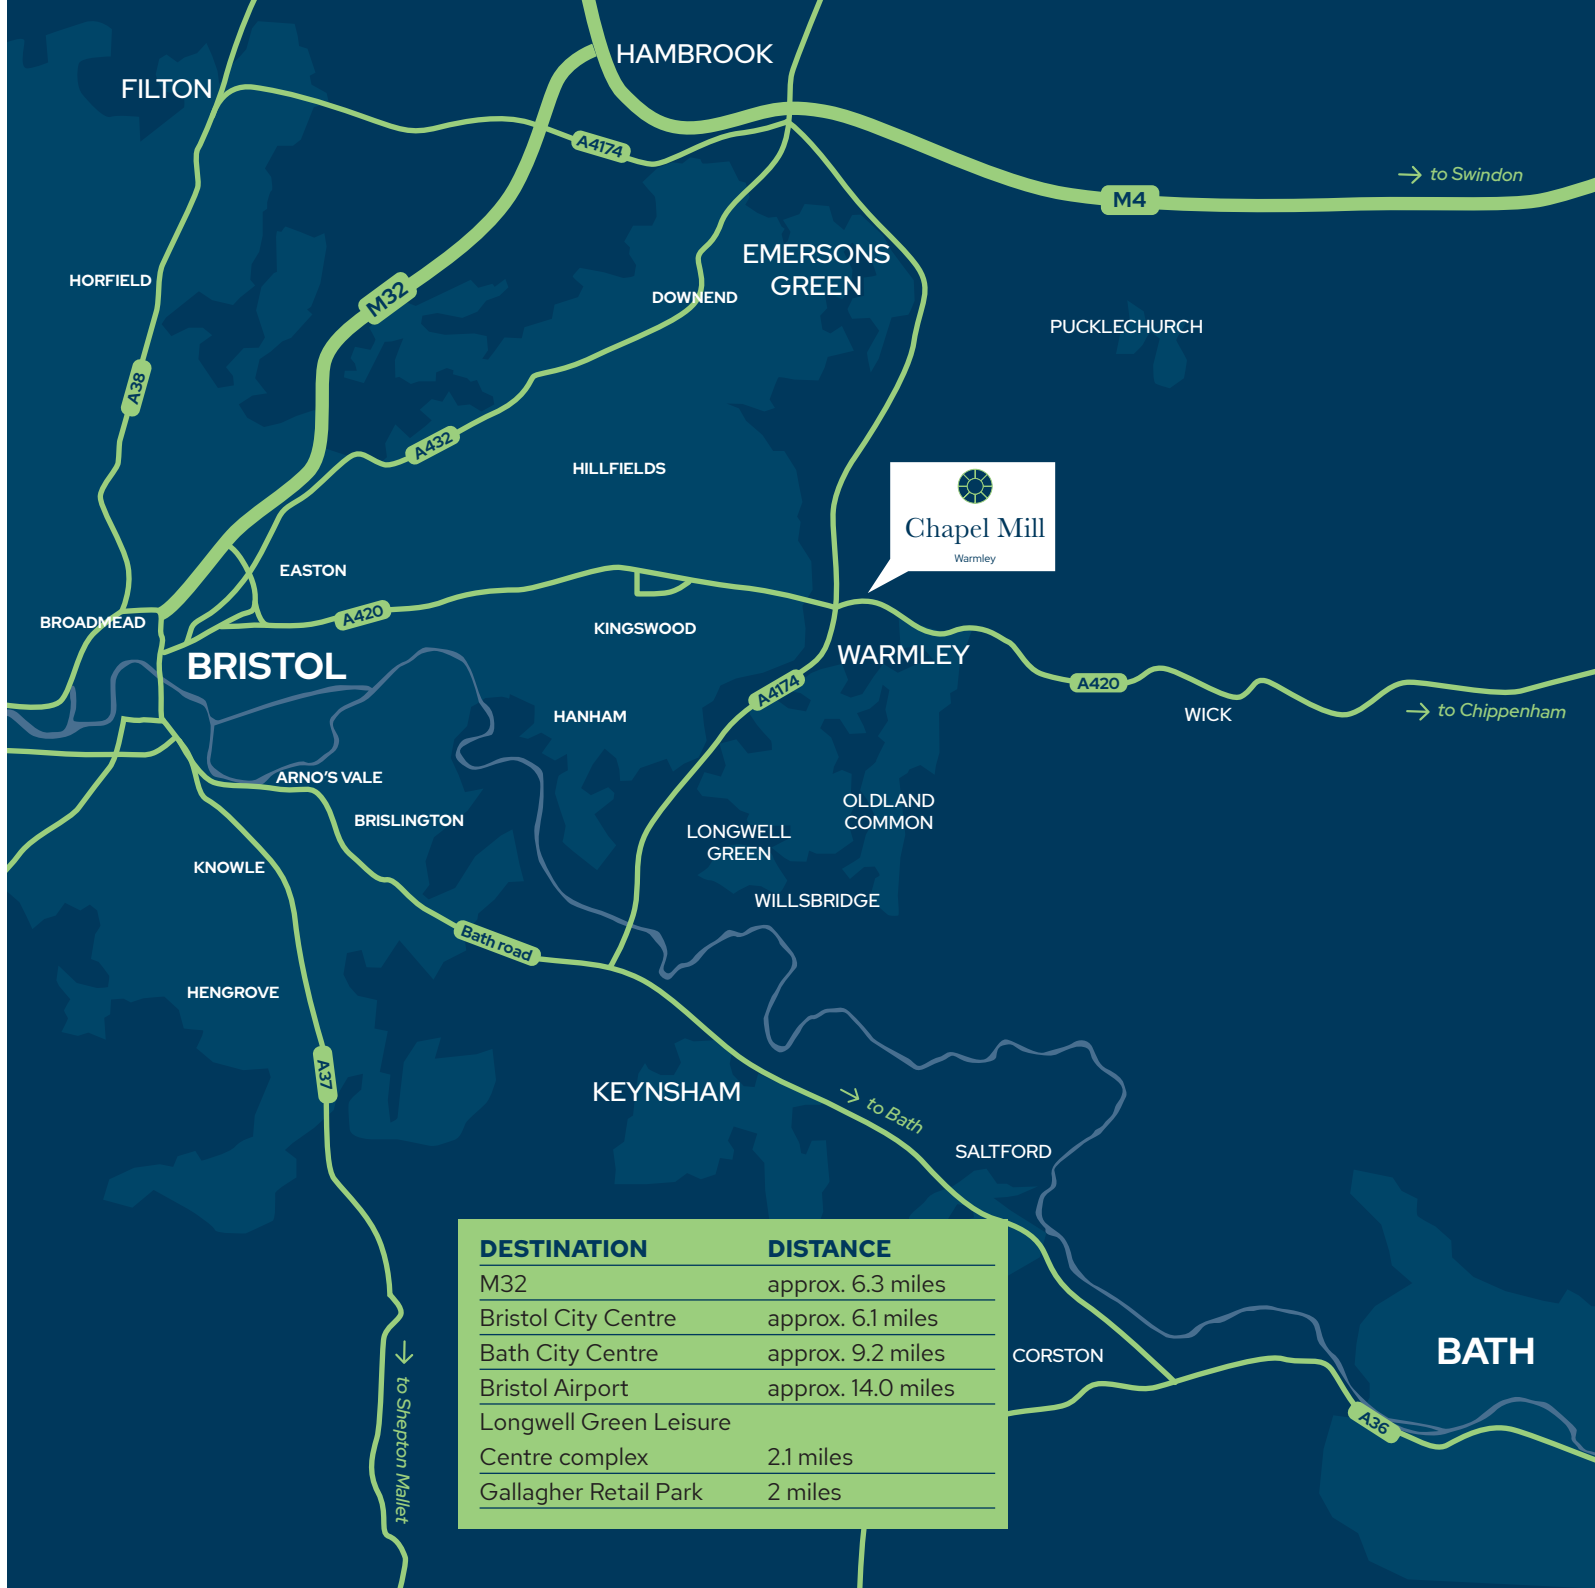 HAMBROOK
FILTON
A4174
→ to Swindon
M4
EMERSONS
GREEN
HORFIELD
M32
DOWNEND
PUCKLECHURCH
A38
A432
HILLFIELDS
Chapel Mill
Warmley
EASTON
A420
BROADMEAD
KINGSWOOD
BRISTOL
WARMLEY
A4174
A420
→ to Chippenham
WICK
HANHAM
ARNO'S VALE
BRISLINGTON
OLDLAND
COMMON
LONGWELL
GREEN
KNOWLE
WILLSBRIDGE
Bath road
HENGROVE
A37
KEYNSHAM
→ to Bath
SALTFORD
DESTINATION DISTANCE
M32 approx. 6.3 miles
Bristol City Centre approx. 6.1 miles
Bath City Centre approx. 9.2 miles
Bristol Airport approx. 14.0 miles
Longwell Green Leisure
Centre complex 2.1 miles
Gallagher Retail Park 2 miles
CORSTON
BATH
A36
→ to Shepton Mallet